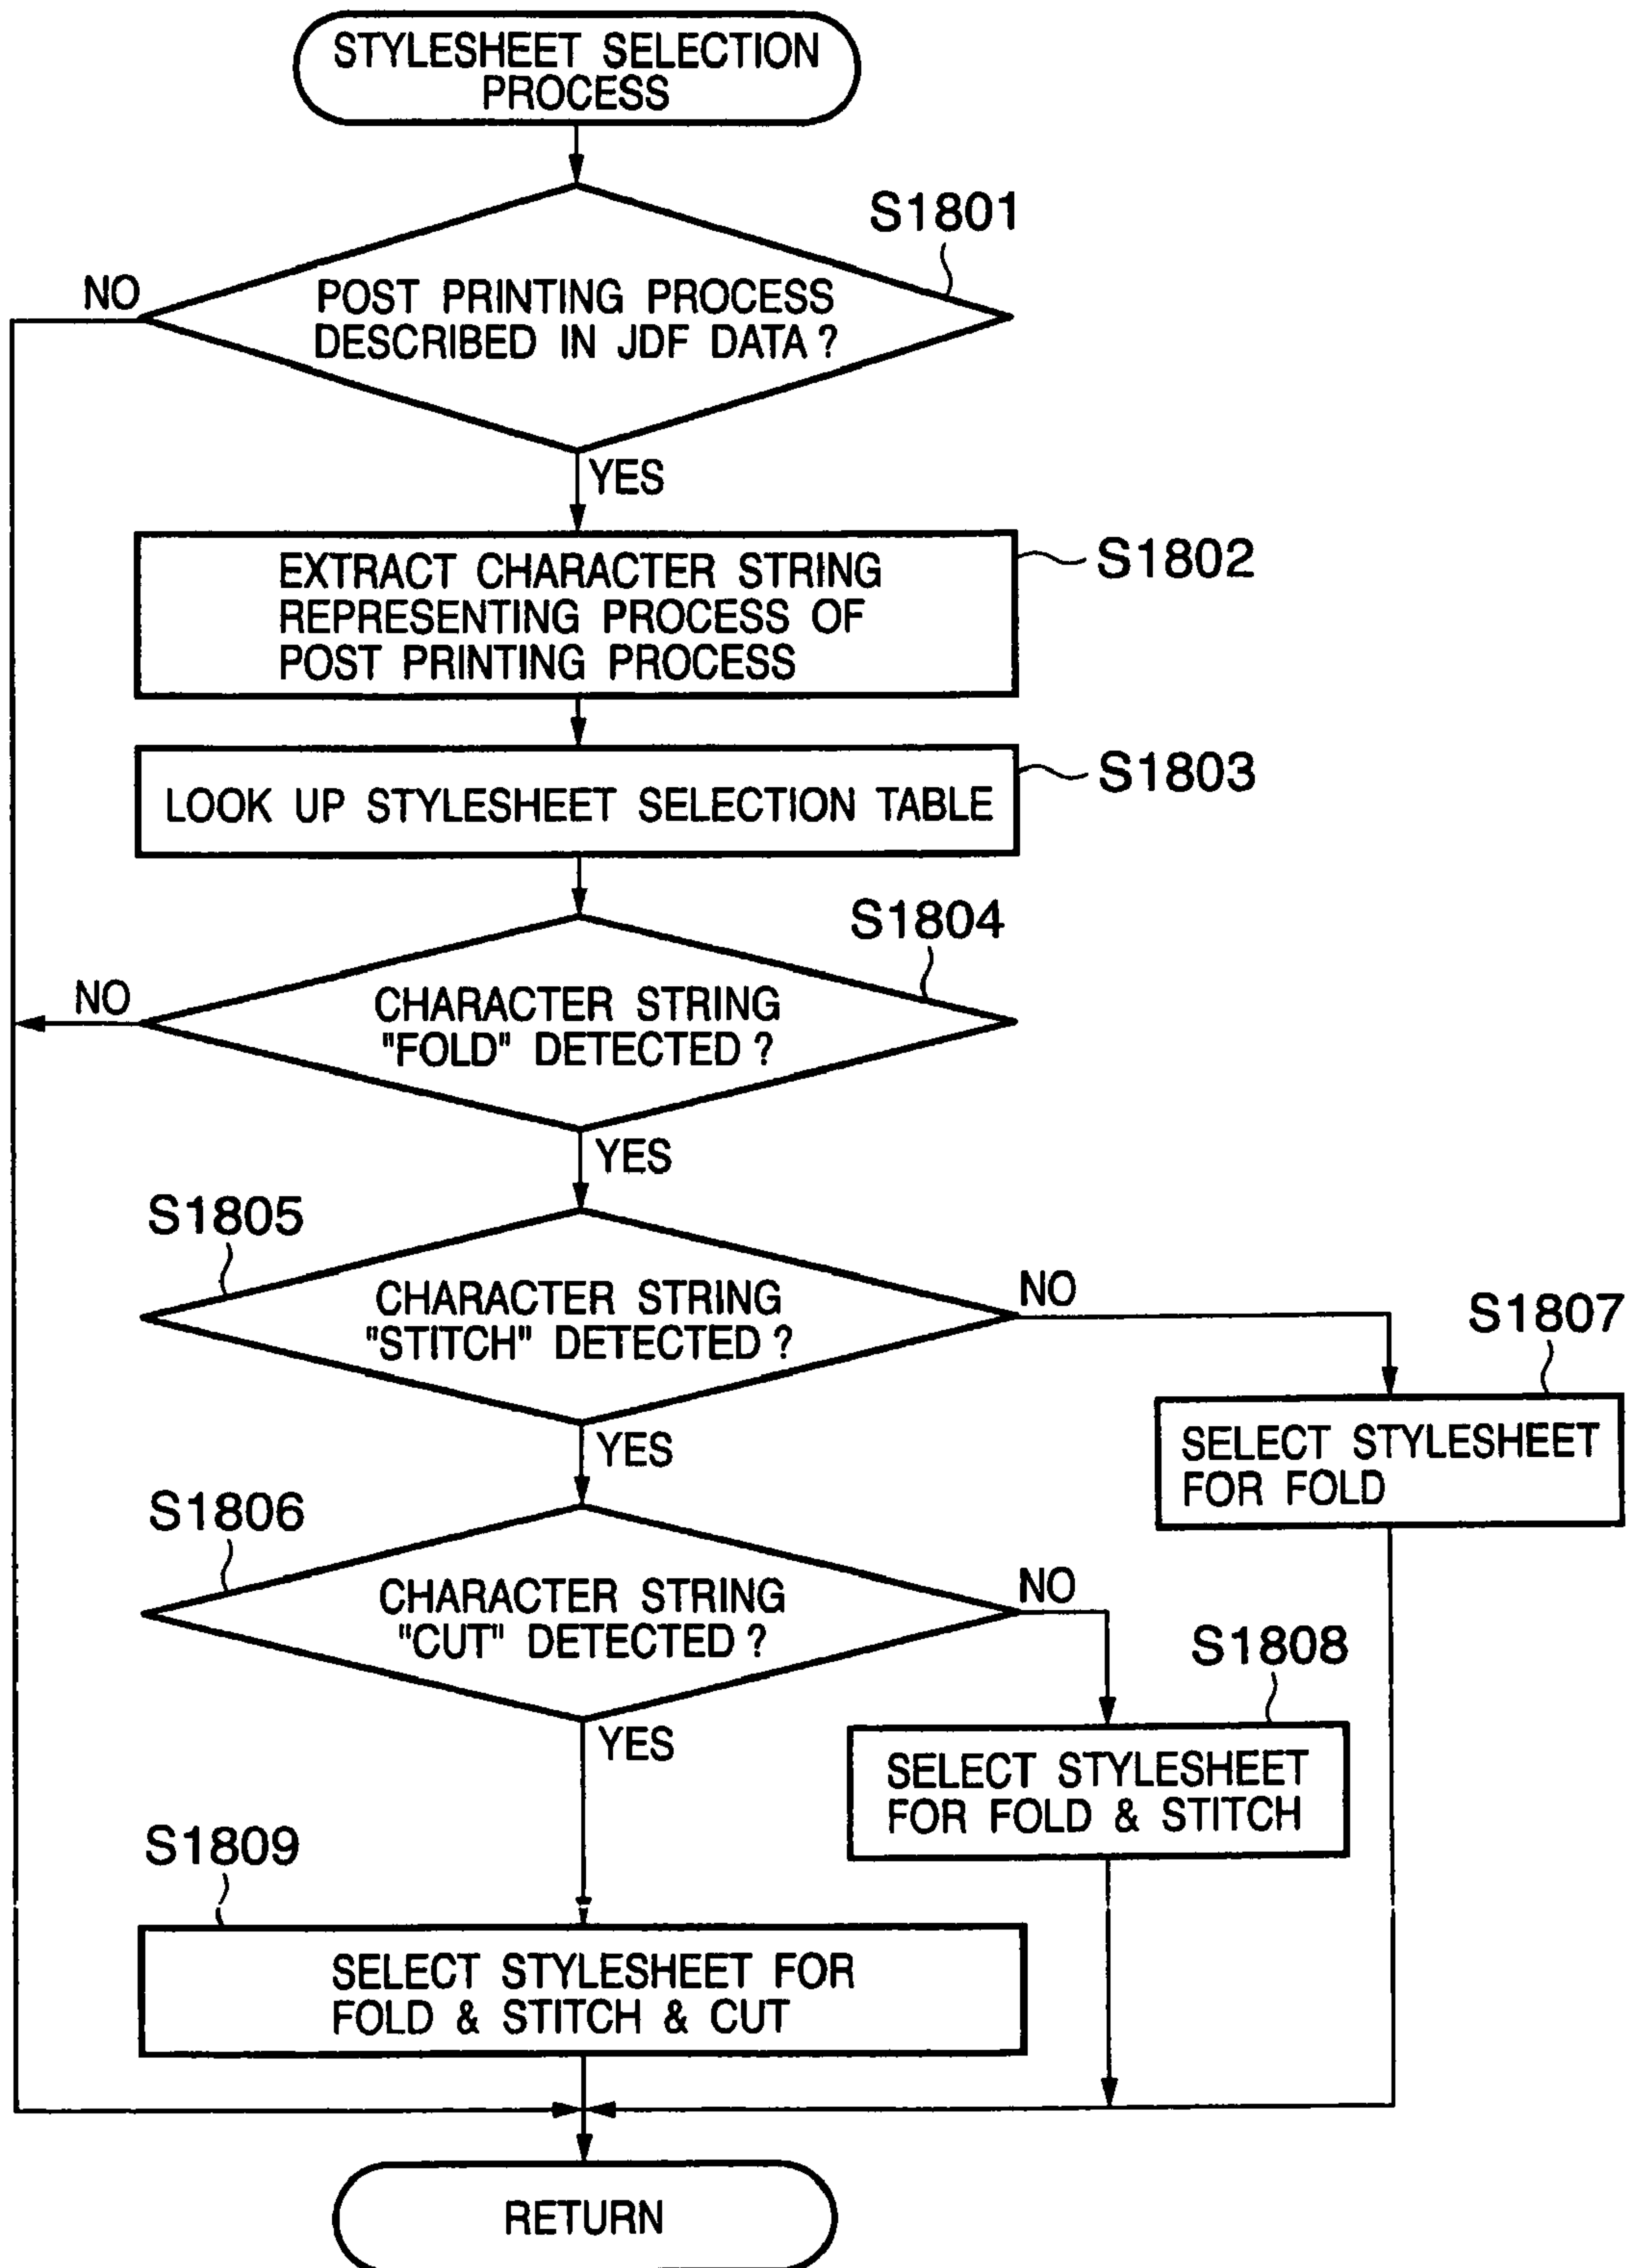 STYLESHEET SELECTION
PROCESS
S1801
NO
POST PRINTING PROCESS
DESCRIBED IN JDF DATA ?
YES
EXTRACT CHARACTER STRING
REPRESENTING PROCESS OF
POST PRINTING PROCESS
S1802
LOOK UP STYLESHEET SELECTION TABLE
S1803
S1804
NO
CHARACTER STRING
"FOLD" DETECTED ?
YES
S1805
CHARACTER STRING
"STITCH" DETECTED ?
NO
S1807
YES
SELECT STYLESHEET
FOR FOLD
S1806
CHARACTER STRING
"CUT" DETECTED ?
NO
S1808
YES
SELECT STYLESHEET
FOR FOLD & STITCH
S1809
SELECT STYLESHEET FOR
FOLD & STITCH & CUT
RETURN